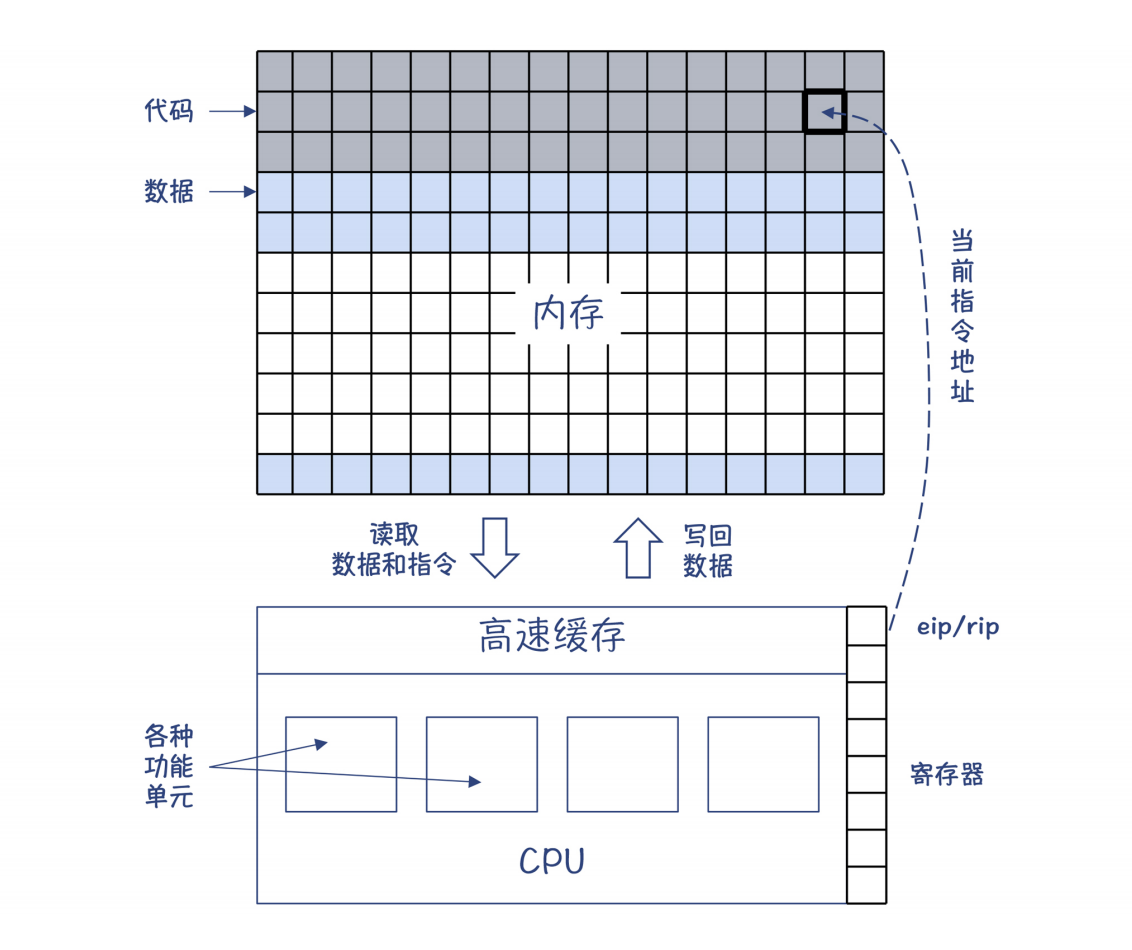 代码
数据
内存
当
前
指
令
地
址
读取
数据和指令
写回
数据
高速缓存
eip/rip
各种
功能
单元
寄存器
CPU